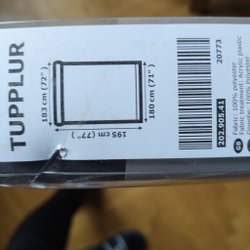 TUPPLUR
183 cm (72")
180 cm (71")
195 cm (77")
20773
202.905.41
Fabric: 100% polyester
Fabric treatment: Acrylic plastic